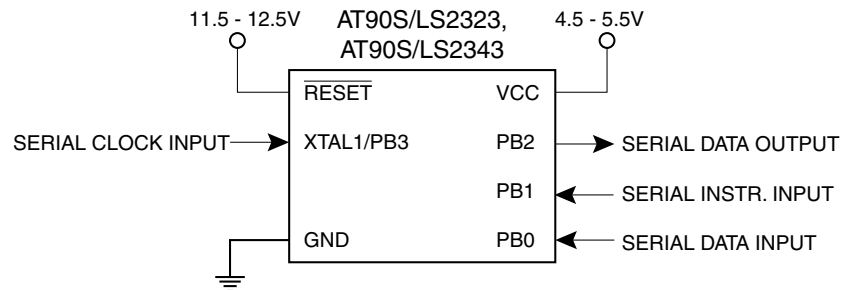 11.5 - 12.5V
AT90S/LS2323,
AT90S/LS2343
4.5 - 5.5V
RESET
VCC
SERIAL CLOCK INPUT
XTAL1/PB3
PB2
SERIAL DATA OUTPUT
PB1
SERIAL INSTR. INPUT
GND
PB0
SERIAL DATA INPUT